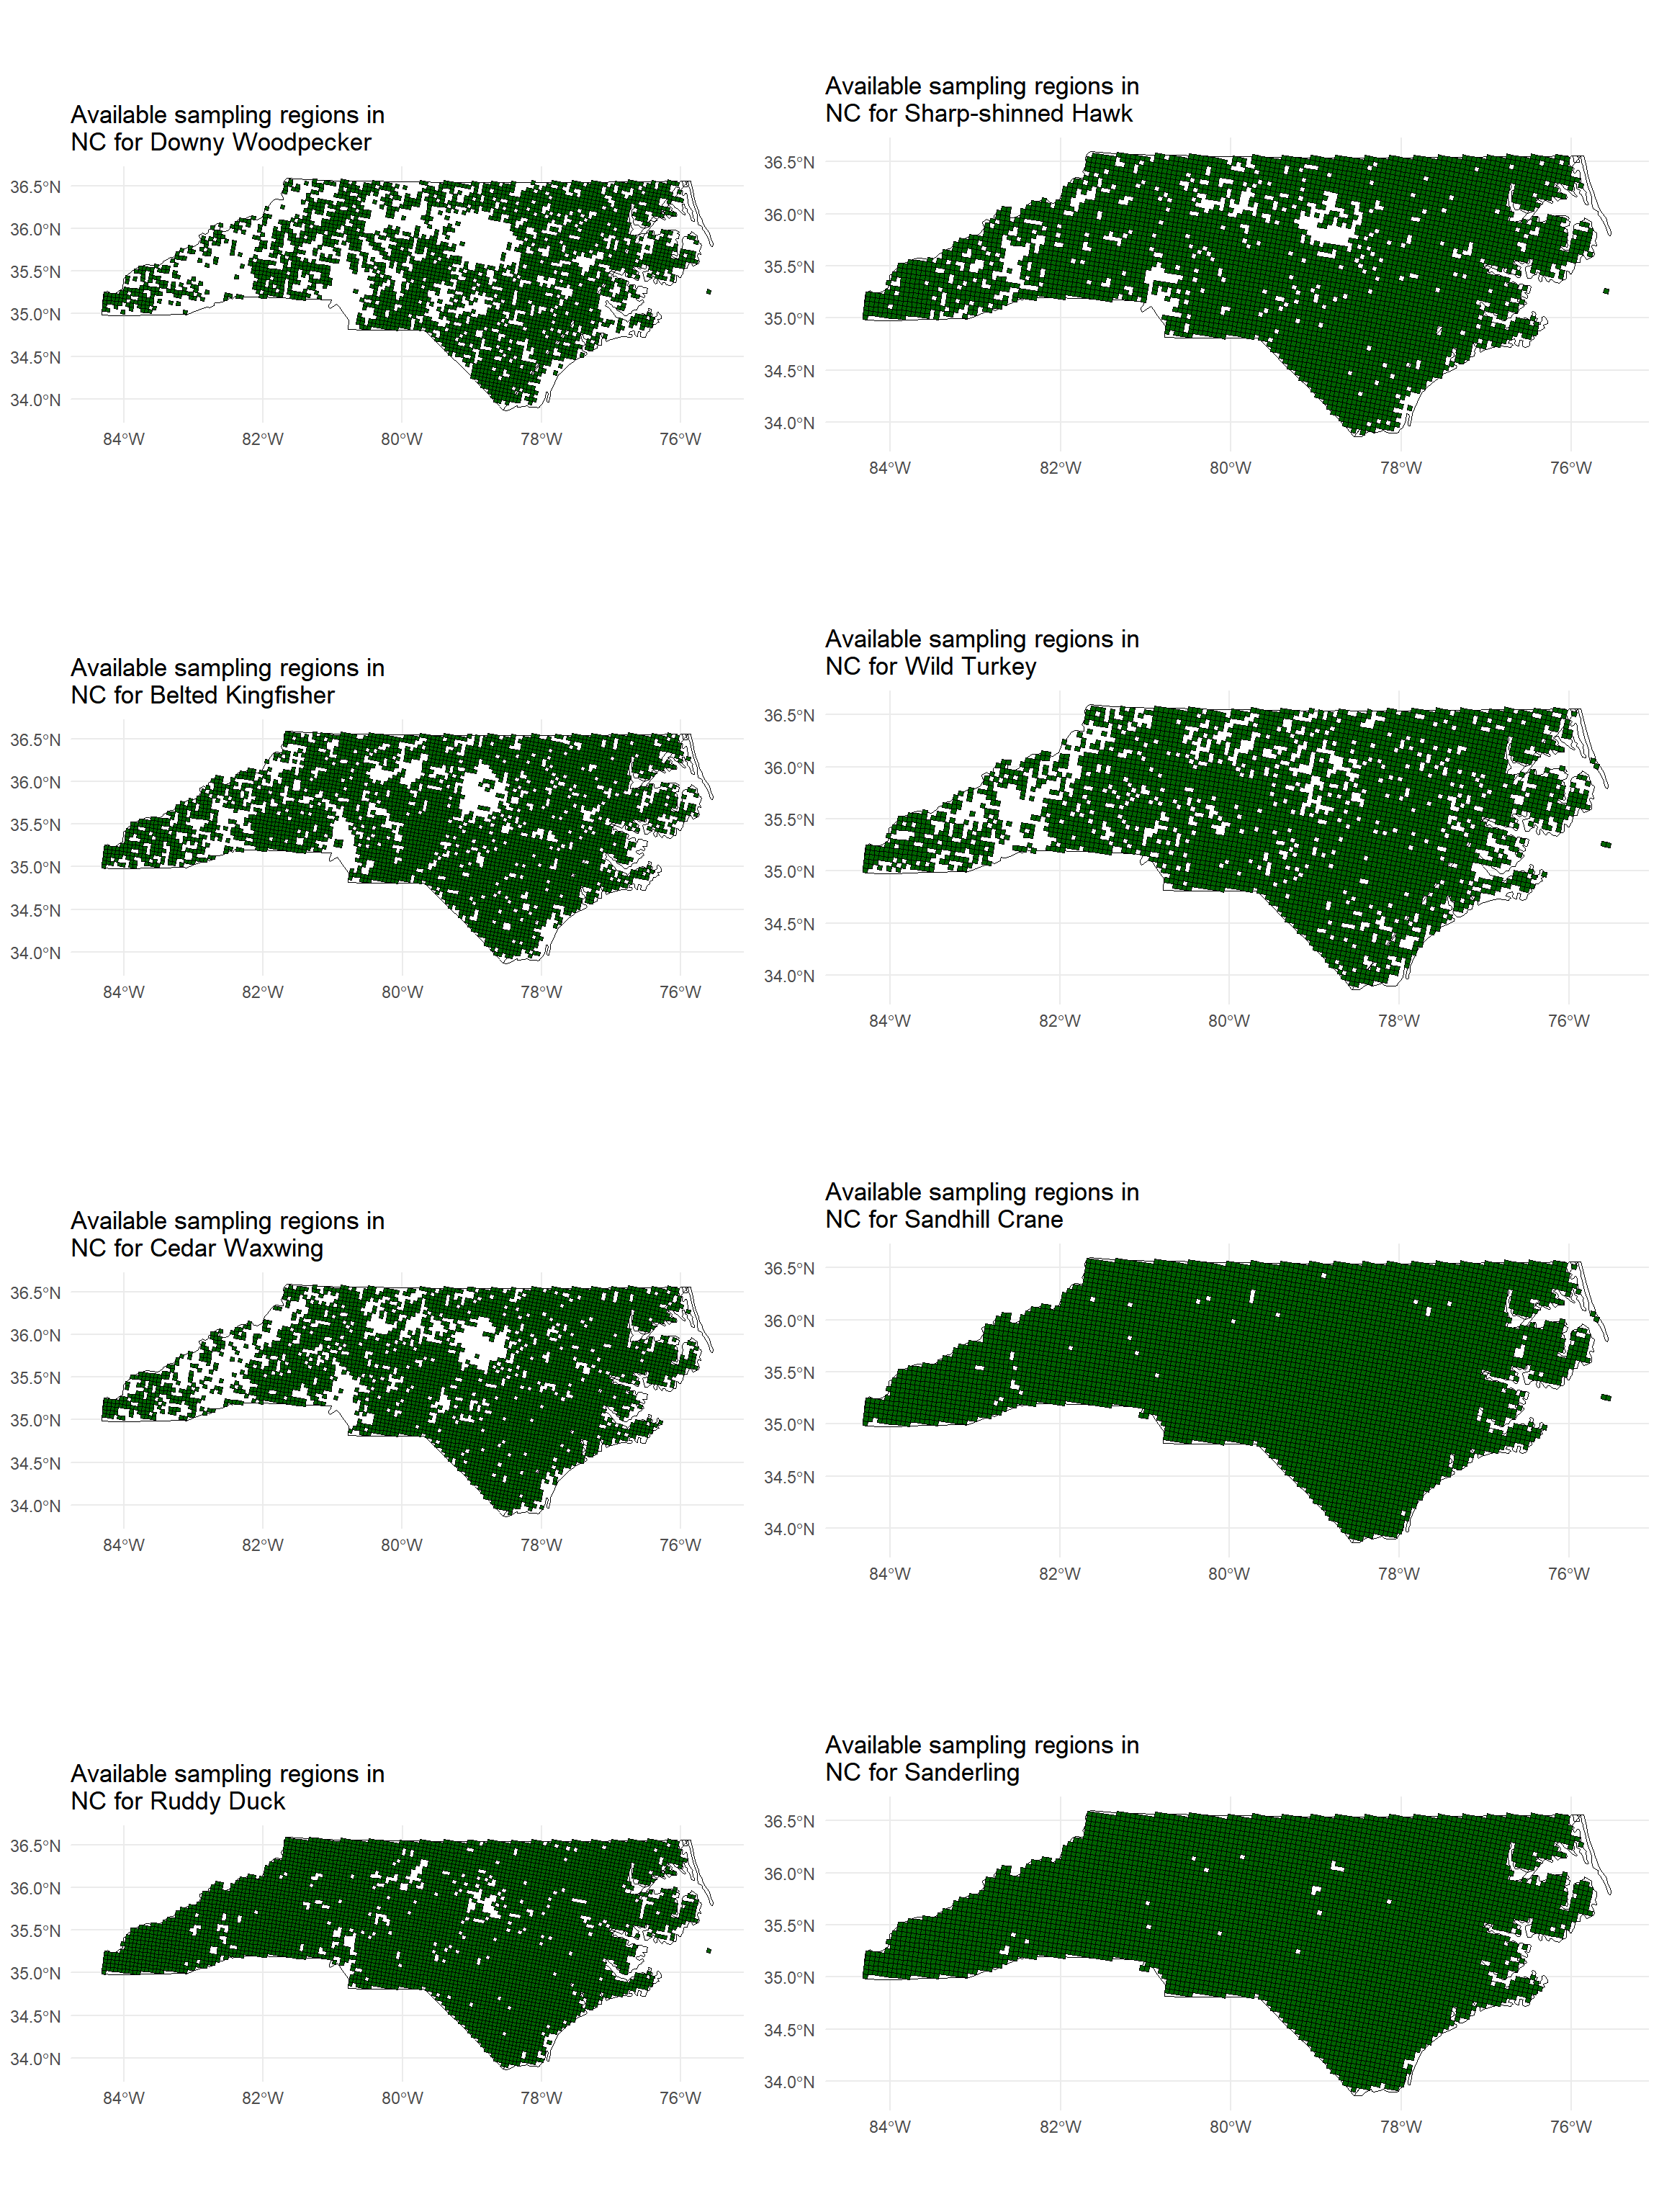 Available sampling regions in
NC for Downy Woodpecker
36.5°N
36.0°N
35.5°N
35.0°N
34.5°N
34.0°N
84°W 82°W 80°W 78°W 76°W
Available sampling regions in
NC for Sharp-shinned Hawk
36.5°N
36.0°N
35.5°N
35.0°N
34.5°N
34.0°N
84°W 82°W 80°W 78°W 76°W
Available sampling regions in
NC for Belted Kingfisher
36.5°N
36.0°N
35.5°N
35.0°N
34.5°N
34.0°N
84°W 82°W 80°W 78°W 76°W
Available sampling regions in
NC for Wild Turkey
36.5°N
36.0°N
35.5°N
35.0°N
34.5°N
34.0°N
84°W 82°W 80°W 78°W 76°W
Available sampling regions in
NC for Cedar Waxwing
36.5°N
36.0°N
35.5°N
35.0°N
34.5°N
34.0°N
84°W 82°W 80°W 78°W 76°W
Available sampling regions in
NC for Sandhill Crane
36.5°N
36.0°N
35.5°N
35.0°N
34.5°N
34.0°N
84°W 82°W 80°W 78°W 76°W
Available sampling regions in
NC for Ruddy Duck
36.5°N
36.0°N
35.5°N
35.0°N
34.5°N
34.0°N
84°W 82°W 80°W 78°W 76°W
Available sampling regions in
NC for Sanderling
36.5°N
36.0°N
35.5°N
35.0°N
34.5°N
34.0°N
84°W 82°W 80°W 78°W 76°W